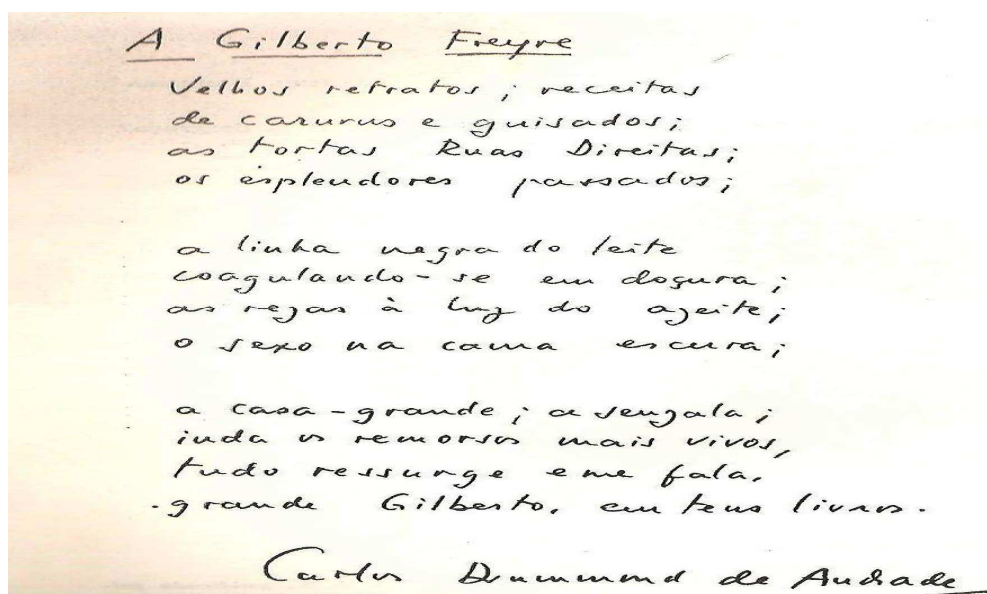 A Gilberto Freyre
Velhos retratos; receitas
de carurus e guisados;
as tortas Ruas Direitas;
os esplendores passados;
a linha negra do leite
coagulando-se em doçura;
as rezas à luz do azeite;
o sexo na cama escura;
a casa-grande; a senzala;
inda os remorsos mais vivos,
tudo ressurge e me fala,
grande Gilberto, em teus livros.
Carlos Drummond de Andrade